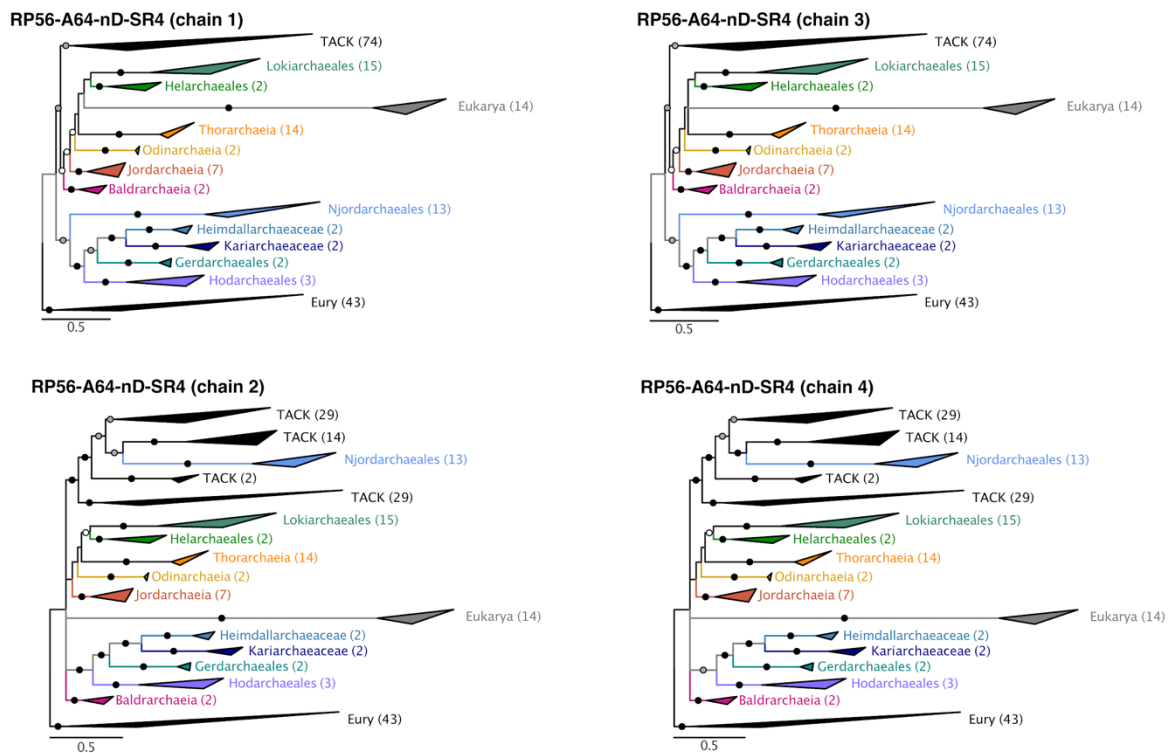 RP56-A64-nD-SR4 (chain 1)
TACK (74)
Lokiarchaeales (15)
Helarchaeales (2)
Eukarya (14)
Thorarchaeia (14)
Odinarchaeia (2)
Jordarchaeia (7)
Baldrarchaeia (2)
Njordarchaeales (13)
Heimdallarchaeaceae (2)
Kariarchaeaceae (2)
Gerdarchaeales (2)
Hodarchaeales (3)
Eury (43)
0.5
RP56-A64-nD-SR4 (chain 3)
TACK (74)
Lokiarchaeales (15)
Helarchaeales (2)
Eukarya (14)
Thorarchaeia (14)
Odinarchaeia (2)
Jordarchaeia (7)
Baldrarchaeia (2)
Njordarchaeales (13)
Heimdallarchaeaceae (2)
Kariarchaeaceae (2)
Gerdarchaeales (2)
Hodarchaeales (3)
Eury (43)
0.5
RP56-A64-nD-SR4 (chain 2)
TACK (29)
TACK (14)
Njordarchaeales (13)
TACK (2)
TACK (29)
Lokiarchaeales (15)
Helarchaeales (2)
Thorarchaeia (14)
Odinarchaeia (2)
Jordarchaeia (7)
Eukarya (14)
Heimdallarchaeaceae (2)
Kariarchaeaceae (2)
Gerdarchaeales (2)
Hodarchaeales (3)
Baldrarchaeia (2)
Eury (43)
0.5
RP56-A64-nD-SR4 (chain 4)
TACK (29)
TACK (14)
Njordarchaeales (13)
TACK (2)
TACK (29)
Lokiarchaeales (15)
Helarchaeales (2)
Thorarchaeia (14)
Odinarchaeia (2)
Jordarchaeia (7)
Eukarya (14)
Heimdallarchaeaceae (2)
Kariarchaeaceae (2)
Gerdarchaeales (2)
Hodarchaeales (3)
Baldrarchaeia (2)
Eury (43)
0.5